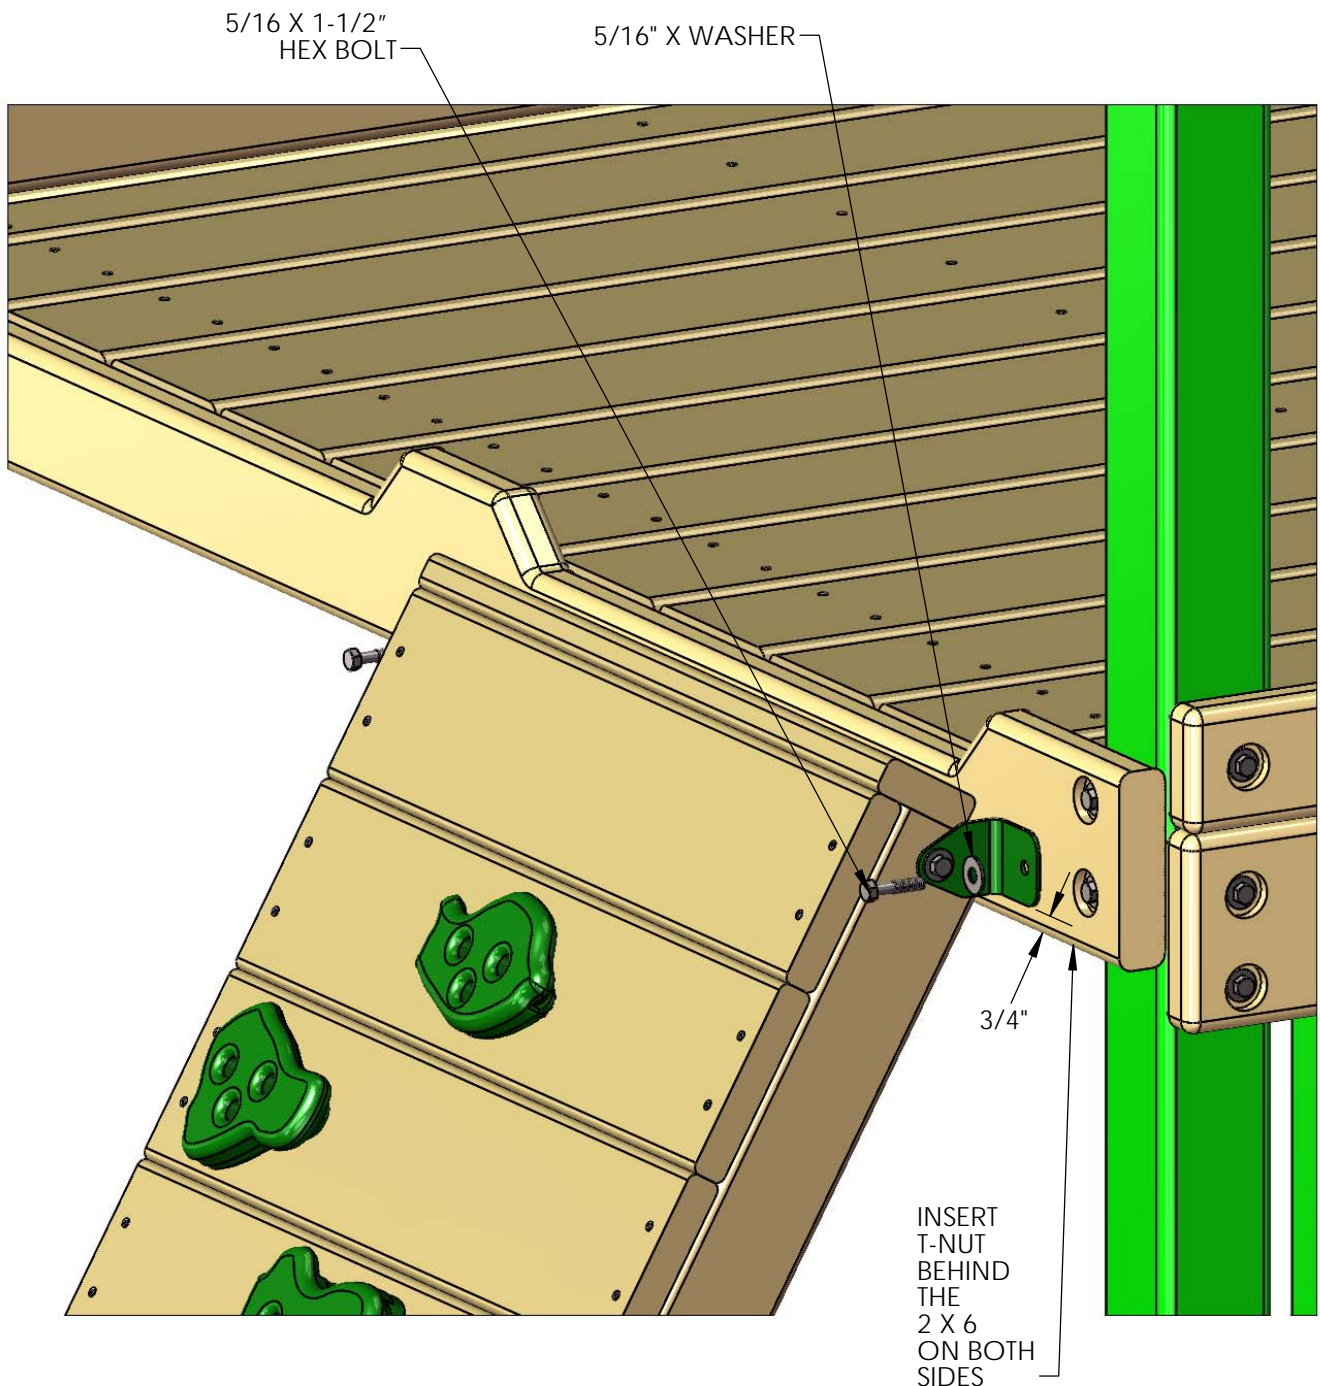 5/16 X 1-1/2"
HEX BOLT
5/16" X WASHER
3/4"
INSERT
T-NUT
BEHIND
THE
2 X 6
ON BOTH
SIDES